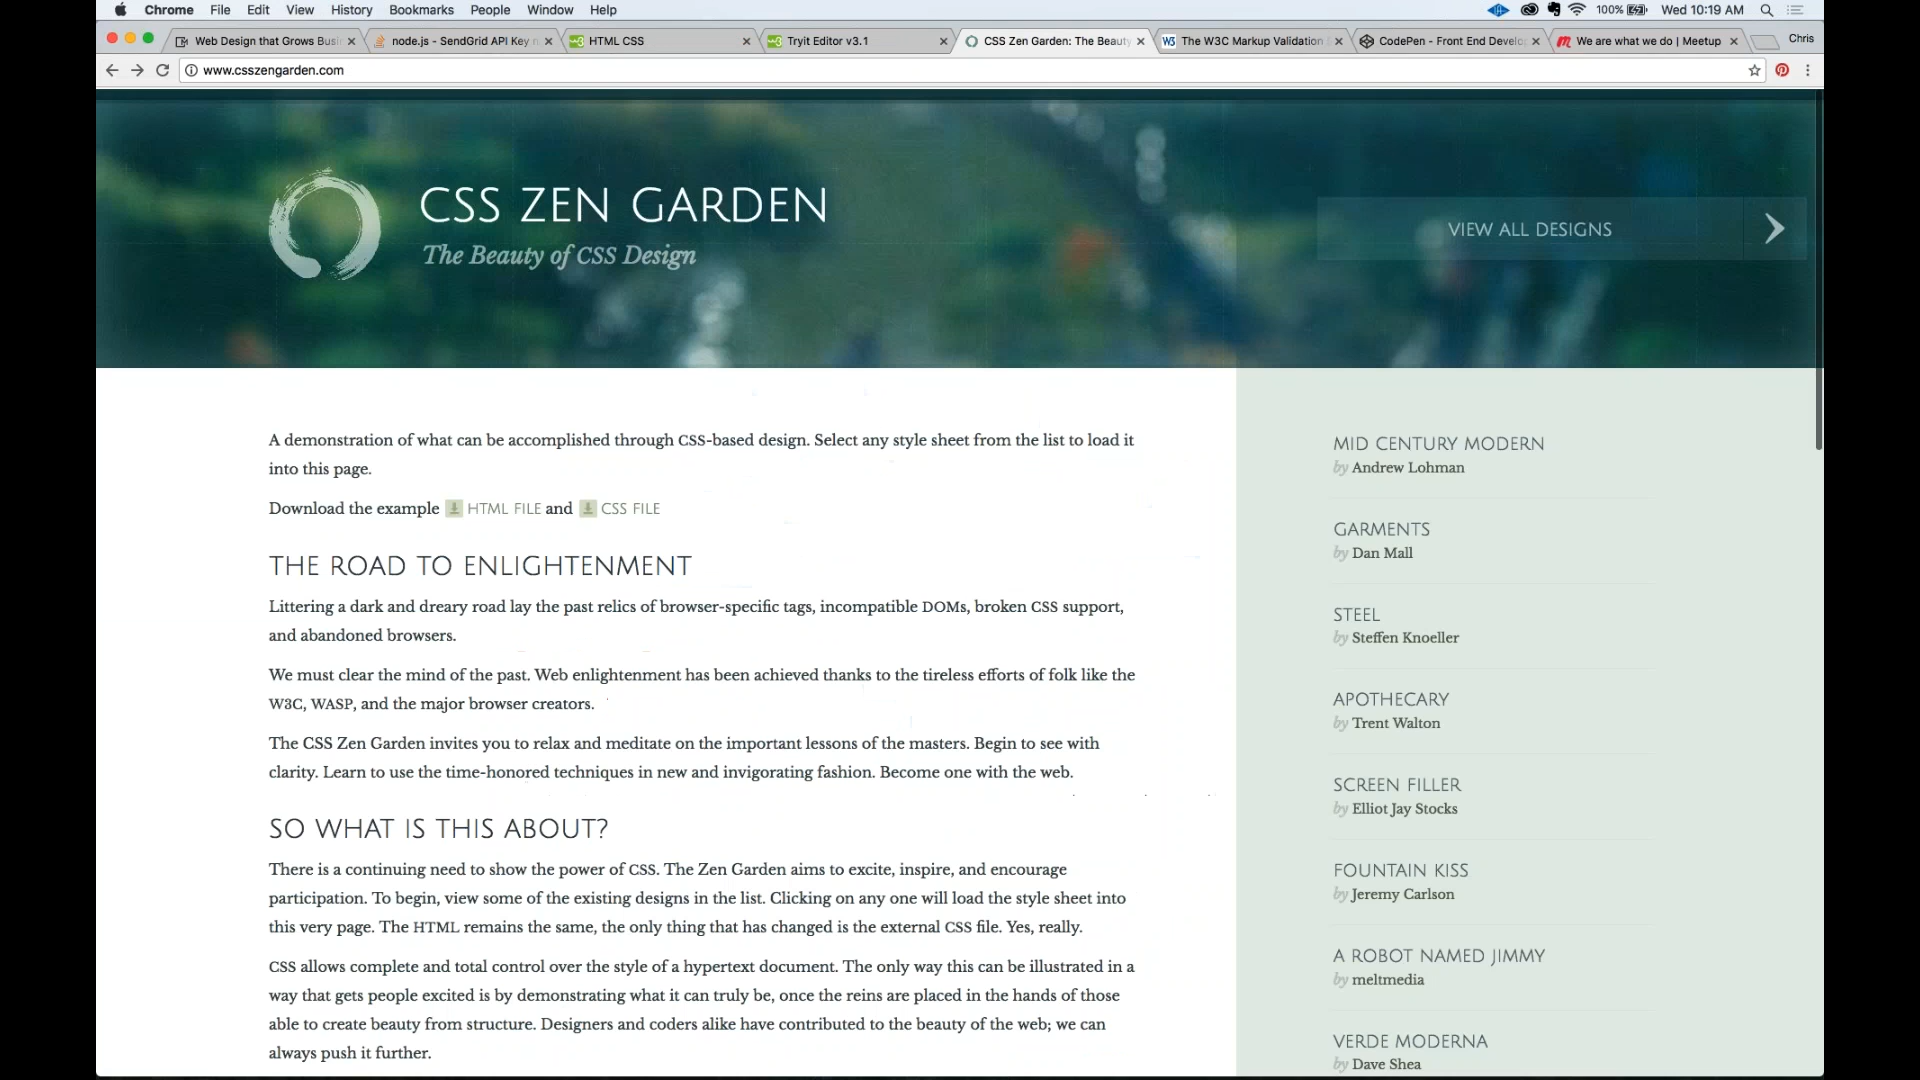 Chrome File Edit View History Bookmarks People Window Help 100% Wed 10:19 AM
Web Design that Grows Busi node.js - SendGrid API Key n HTML CSS Tryit Editor v3.1 CSS Zen Garden: The Beauty The W3C Markup Validation CodePen - Front End Develo We are what we do | Meetup Chris
www.csszengarden.com
CSS ZEN GARDEN
The Beauty of CSS Design
VIEW ALL DESIGNS
A demonstration of what can be accomplished through CSS-based design. Select any style sheet from the list to load it
into this page.
Download the example HTML FILE and CSS FILE
THE ROAD TO ENLIGHTENMENT
Littering a dark and dreary road lay the past relics of browser-specific tags, incompatible DOMs, broken CSS support,
and abandoned browsers.
We must clear the mind of the past. Web enlightenment has been achieved thanks to the tireless efforts of folk like the
W3C, WASP, and the major browser creators.
The CSS Zen Garden invites you to relax and meditate on the important lessons of the masters. Begin to see with
clarity. Learn to use the time-honored techniques in new and invigorating fashion. Become one with the web.
SO WHAT IS THIS ABOUT?
There is a continuing need to show the power of CSS. The Zen Garden aims to excite, inspire, and encourage
participation. To begin, view some of the existing designs in the list. Clicking on any one will load the style sheet into
this very page. The HTML remains the same, the only thing that has changed is the external CSS file. Yes, really.
CSS allows complete and total control over the style of a hypertext document. The only way this can be illustrated in a
way that gets people excited is by demonstrating what it can truly be, once the reins are placed in the hands of those
able to create beauty from structure. Designers and coders alike have contributed to the beauty of the web; we can
always push it further.
MID CENTURY MODERN
by Andrew Lohman
GARMENTS
by Dan Mall
STEEL
by Steffen Knoeller
APOTHECARY
by Trent Walton
SCREEN FILLER
by Elliot Jay Stocks
FOUNTAIN KISS
by Jeremy Carlson
A ROBOT NAMED JIMMY
by meltmedia
VERDE MODERNA
by Dave Shea